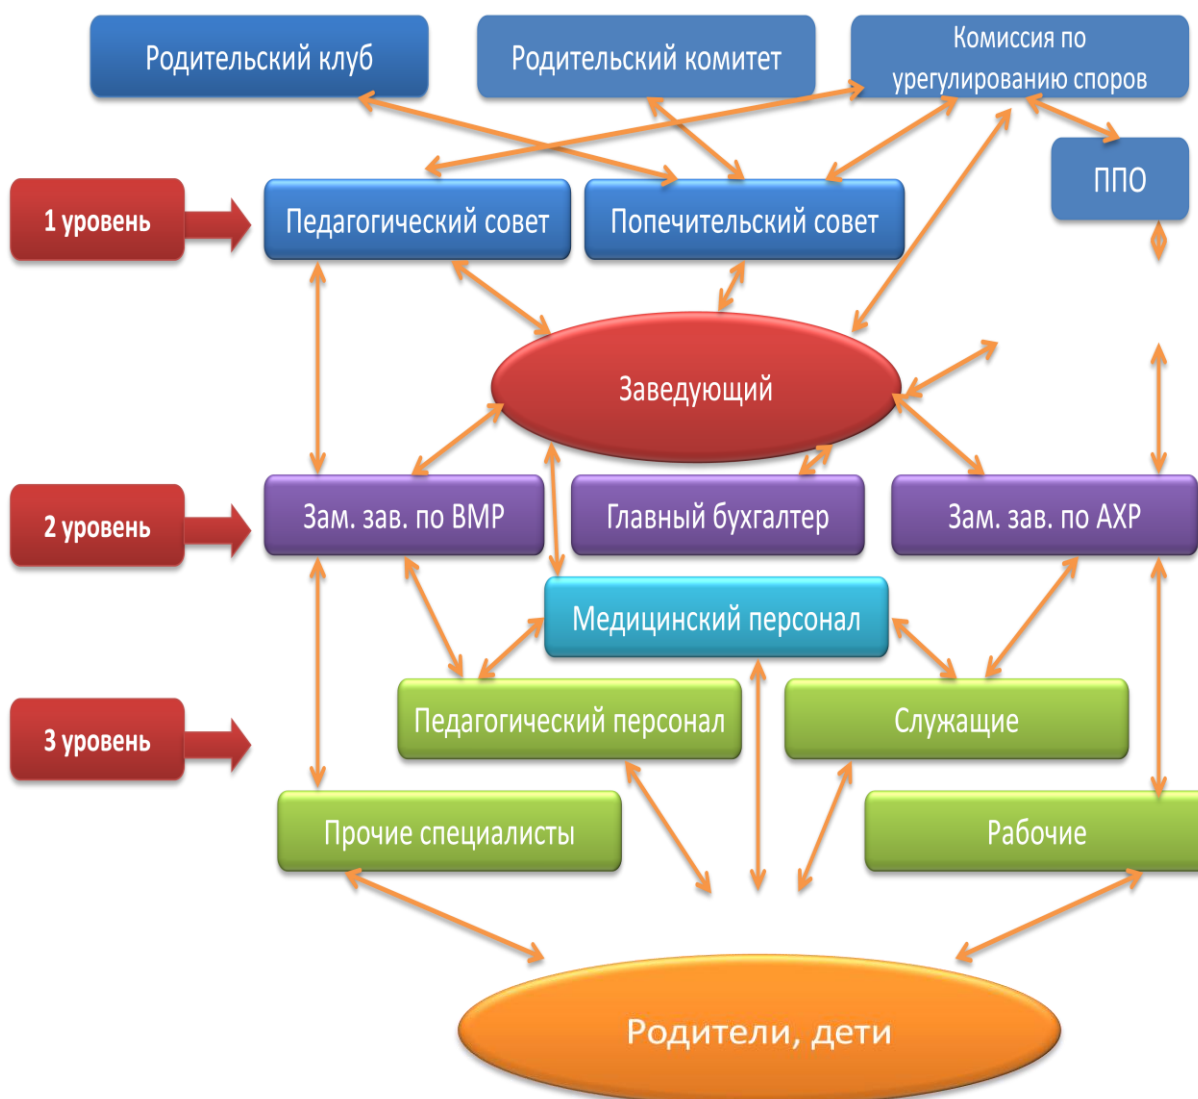 Родительский клуб
Родительский комитет
Комиссия по
урегулированию споров
ППО
1 уровень
Педагогический совет
Попечительский совет
Заведующий
2 уровень
Зам. зав. по ВМР
Главный бухгалтер
Зам. зав. по АХР
Медицинский персонал
3 уровень
Педагогический персонал
Служащие
Прочие специалисты
Рабочие
Родители, дети